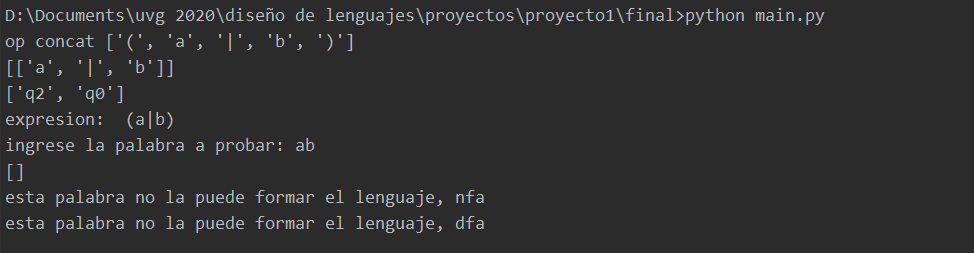 D:\Documents\uvg 2020\diseño de lenguajes\proyectos\proyecto1\final>python main.py
op concat ['(', 'a', '|', 'b', ')']
[['a', '|', 'b']]
['q2', 'q0']
expresion:  (a|b)
ingrese la palabra a probar: ab
[]
esta palabra no la puede formar el lenguaje, nfa
esta palabra no la puede formar el lenguaje, dfa